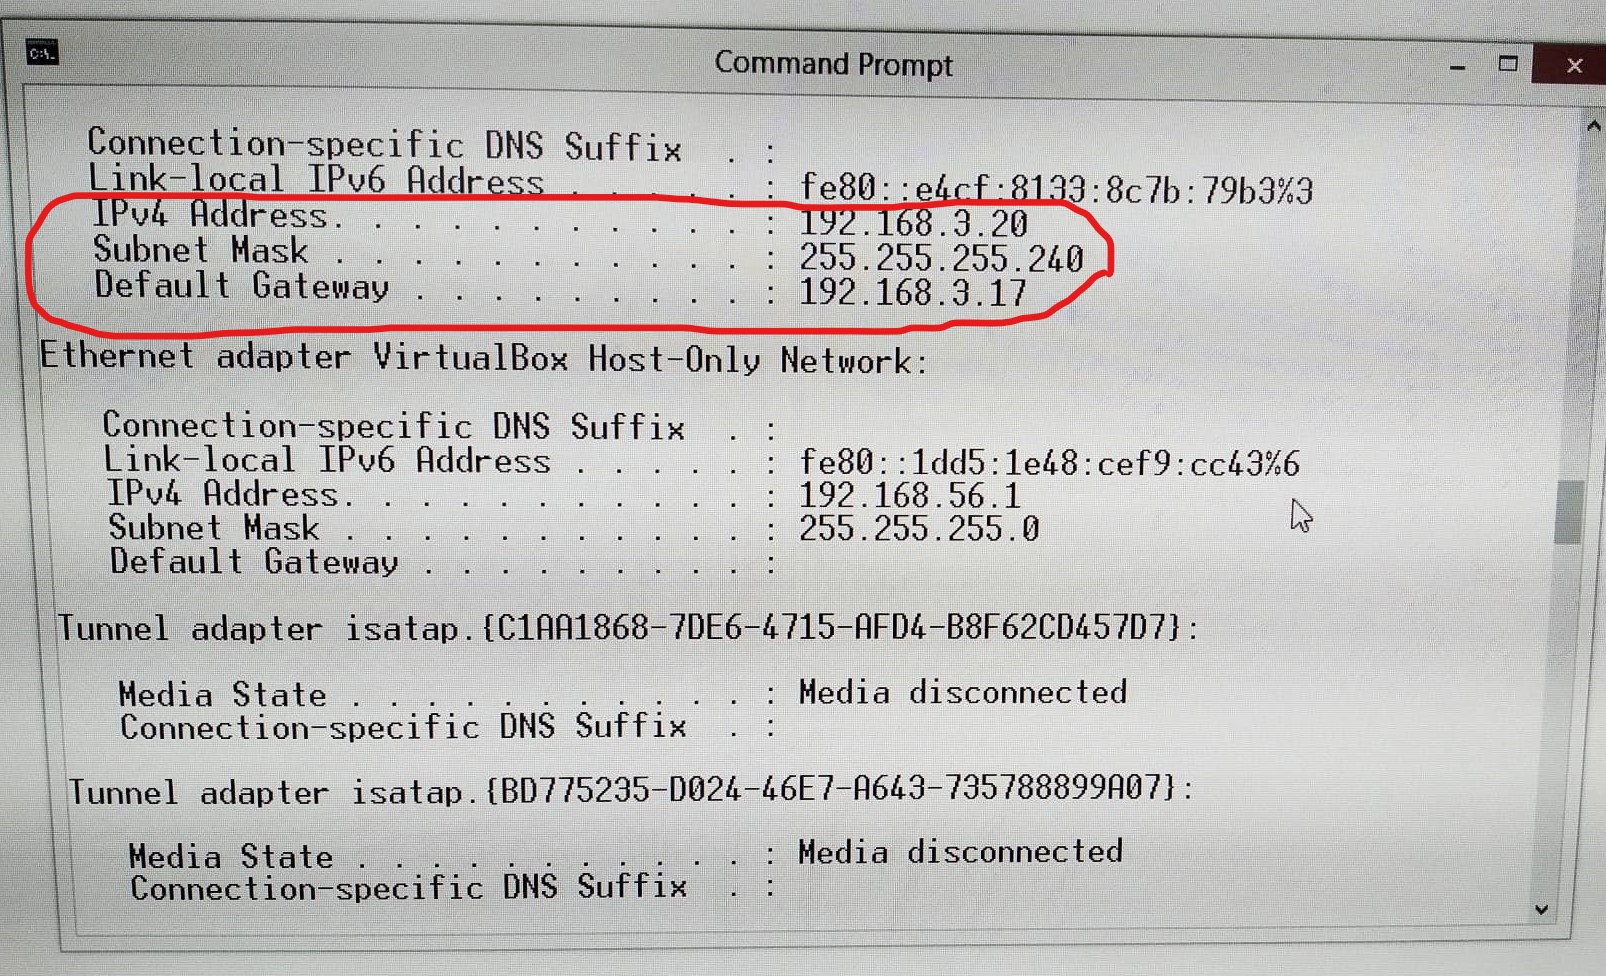 C:\.
Command Prompt
Connection-specific DNS Suffix . :
Link-local IPv6 Address . . . . . : fe80::e4cf:8133:8c7b:79b3%3
IPv4 Address. . . . . . . . . . . : 192.168.3.20
Subnet Mask . . . . . . . . . . . : 255.255.255.240
Default Gateway . . . . . . . . . : 192.168.3.17
Ethernet adapter VirtualBox Host-Only Network:
Connection-specific DNS Suffix . :
Link-local IPv6 Address . . . . . : fe80::1dd5:1e48:cef9:cc43%6
IPv4 Address. . . . . . . . . . . : 192.168.56.1
Subnet Mask . . . . . . . . . . . : 255.255.255.0
Default Gateway . . . . . . . . . :
Tunnel adapter isatap.{C1AA1868-7DE6-4715-AFD4-B8F62CD457D7}:
Media State . . . . . . . . . . . : Media disconnected
Connection-specific DNS Suffix . :
Tunnel adapter isatap.{BD775235-D024-46E7-A643-735788899A07}:
Media State . . . . . . . . . . . : Media disconnected
Connection-specific DNS Suffix . :